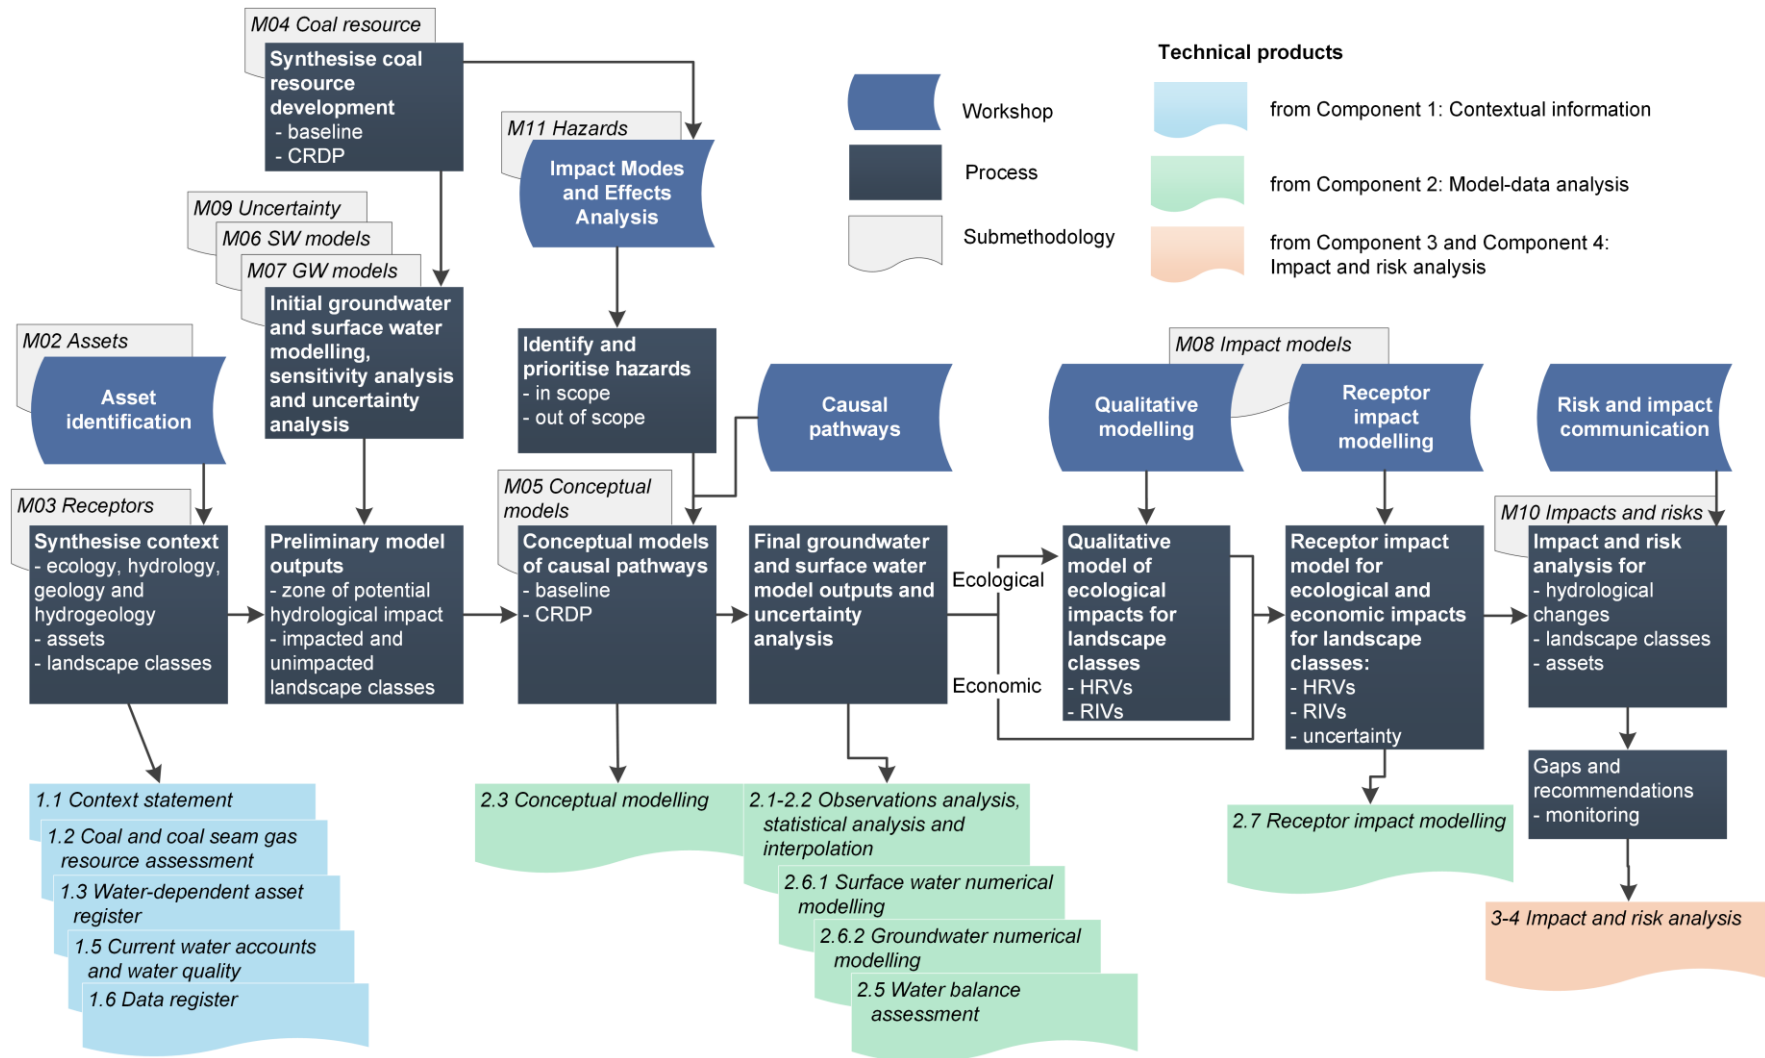 M04 Coal resource
Synthesise coal
resource
development
- baseline
- CRDP
M11 Hazards
Impact Modes
and Effects
Analysis
Workshop
Process
Submethodology
Technical products
from Component 1: Contextual information
from Component 2: Model-data analysis
from Component 3 and Component 4:
Impact and risk analysis
M09 Uncertainty
M06 SW models
M07 GW models
Initial groundwater
and surface water
modelling,
sensitivity analysis
and uncertainty
analysis
Identify and
prioritise hazards
- in scope
- out of scope
M02 Assets
Asset
identification
Causal
pathways
M08 Impact models
Qualitative
modelling
Receptor
impact
modelling
Risk and impact
communication
M03 Receptors
Synthesise context
- ecology, hydrology,
geology and
hydrogeology
- assets
- landscape classes
Preliminary model
outputs
- zone of potential
hydrological impact
- impacted and
unimpacted
landscape classes
M05 Conceptual
models
Conceptual models
of causal pathways
- baseline
- CRDP
Final groundwater
and surface water
model outputs and
uncertainty
analysis
Ecological
Economic
Qualitative
model of
ecological
impacts for
landscape
classes
- HRVs
- RIVs
Receptor impact
model for
ecological and
economic impacts
for landscape
classes:
- HRVs
- RIVs
- uncertainty
M10 Impacts and risks
Impact and risk
analysis for
- hydrological
changes
- landscape classes
- assets
Gaps and
recommendations
- monitoring
1.1 Context statement
1.2 Coal and coal seam gas
resource assessment
1.3 Water-dependent asset
register
1.5 Current water accounts
and water quality
1.6 Data register
2.3 Conceptual modelling
2.1-2.2 Observations analysis,
statistical analysis and
interpolation
2.6.1 Surface water numerical
modelling
2.6.2 Groundwater numerical
modelling
2.5 Water balance
assessment
2.7 Receptor impact modelling
3-4 Impact and risk analysis